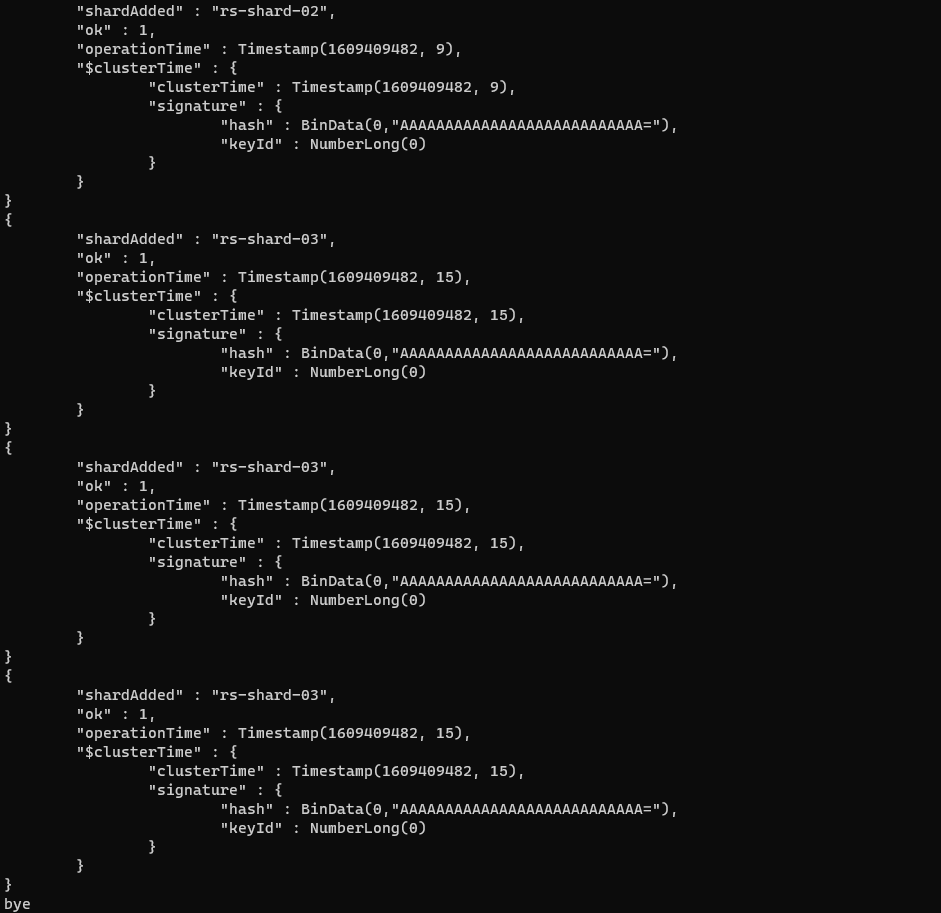 "shardAdded" : "rs-shard-02",
"ok" : 1,
"operationTime" : Timestamp(1609409482, 9),
"$clusterTime" : {
"clusterTime" : Timestamp(1609409482, 9),
"signature" : {
"hash" : BinData(0,"AAAAAAAAAAAAAAAAAAAAAAAAAAA="),
"keyId" : NumberLong(0)
}
}
}
{
"shardAdded" : "rs-shard-03",
"ok" : 1,
"operationTime" : Timestamp(1609409482, 15),
"$clusterTime" : {
"clusterTime" : Timestamp(1609409482, 15),
"signature" : {
"hash" : BinData(0,"AAAAAAAAAAAAAAAAAAAAAAAAAAA="),
"keyId" : NumberLong(0)
}
}
}
{
"shardAdded" : "rs-shard-03",
"ok" : 1,
"operationTime" : Timestamp(1609409482, 15),
"$clusterTime" : {
"clusterTime" : Timestamp(1609409482, 15),
"signature" : {
"hash" : BinData(0,"AAAAAAAAAAAAAAAAAAAAAAAAAAA="),
"keyId" : NumberLong(0)
}
}
}
{
"shardAdded" : "rs-shard-03",
"ok" : 1,
"operationTime" : Timestamp(1609409482, 15),
"$clusterTime" : {
"clusterTime" : Timestamp(1609409482, 15),
"signature" : {
"hash" : BinData(0,"AAAAAAAAAAAAAAAAAAAAAAAAAAA="),
"keyId" : NumberLong(0)
}
}
}
bye